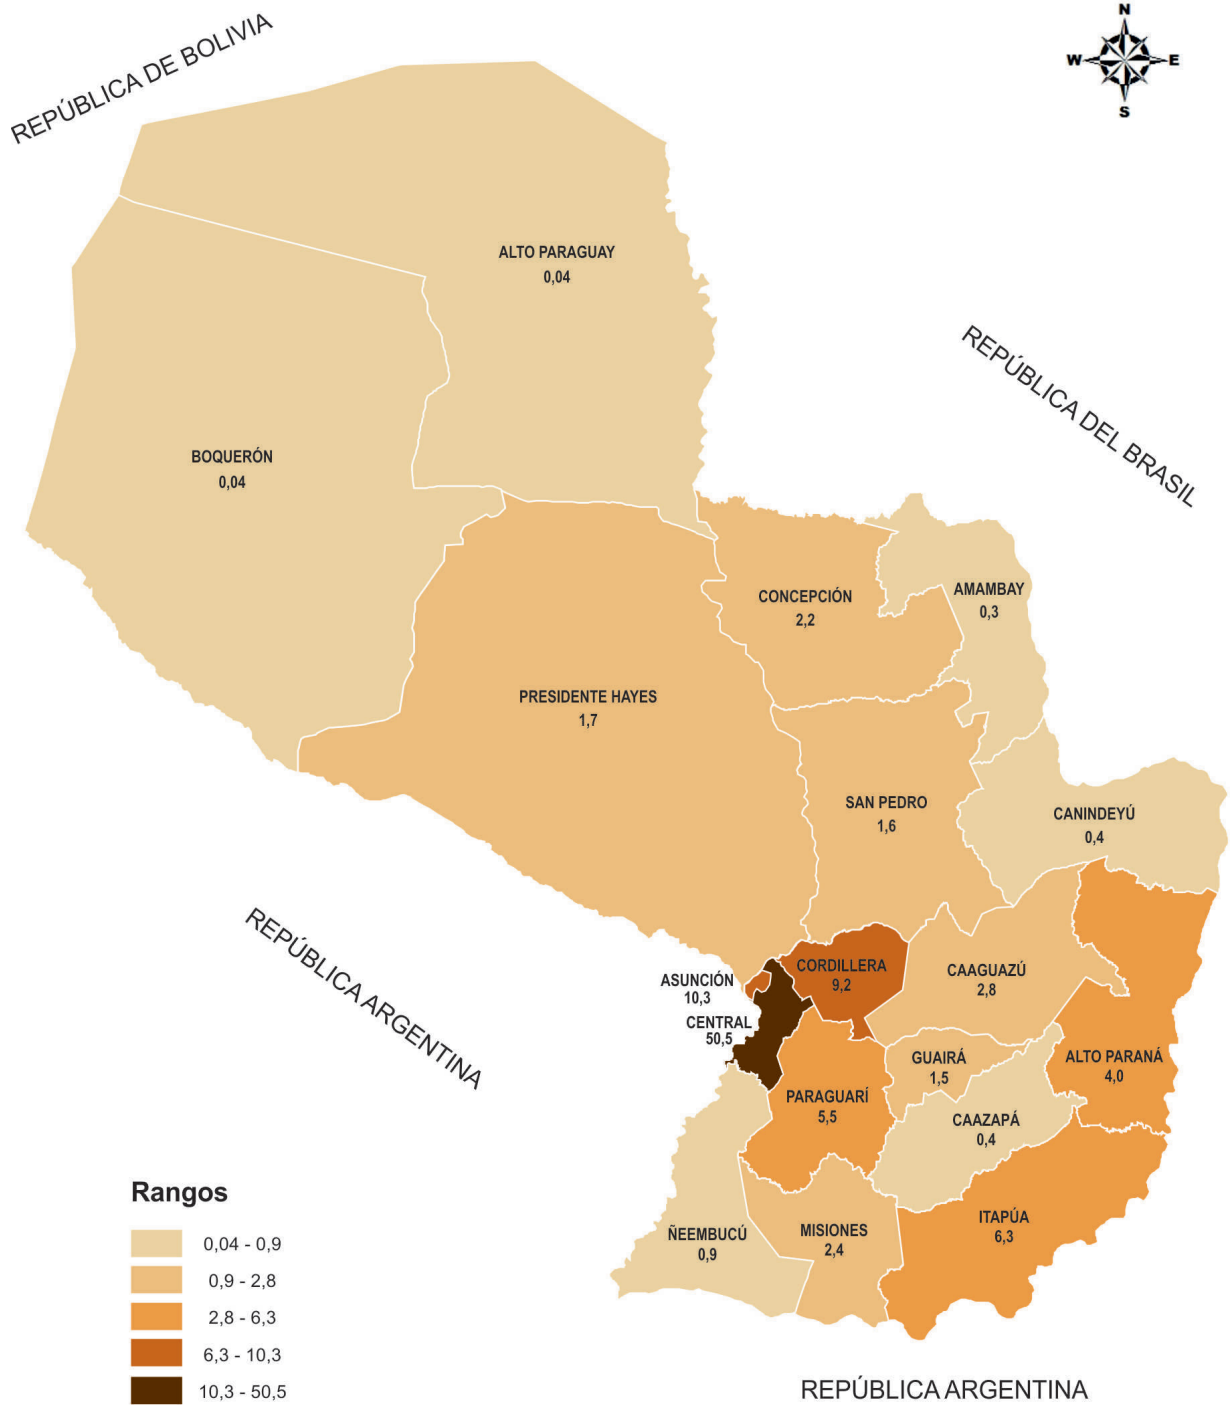 N
W E
S
REPÚBLICA DE BOLIVIA
ALTO PARAGUAY
0,04
REPÚBLICA DEL BRASIL
BOQUERÓN
0,04
AMAMBAY
0,3
CONCEPCIÓN
2,2
PRESIDENTE HAYES
1,7
SAN PEDRO
1,6
CANINDEYÚ
0,4
REPÚBLICA ARGENTINA
CORDILLERA
9,2
CAAGUAZÚ
2,8
ASUNCIÓN
10,3
CENTRAL
50,5
GUAIRÁ
1,5
ALTO PARANÁ
4,0
PARAGUARÍ
5,5
CAAZAPÁ
0,4
ÑEEMBUCÚ
0,9
MISIONES
2,4
ITAPÚA
6,3
Rangos
0,04 - 0,9
0,9 - 2,8
2,8 - 6,3
6,3 - 10,3
10,3 - 50,5
REPÚBLICA ARGENTINA